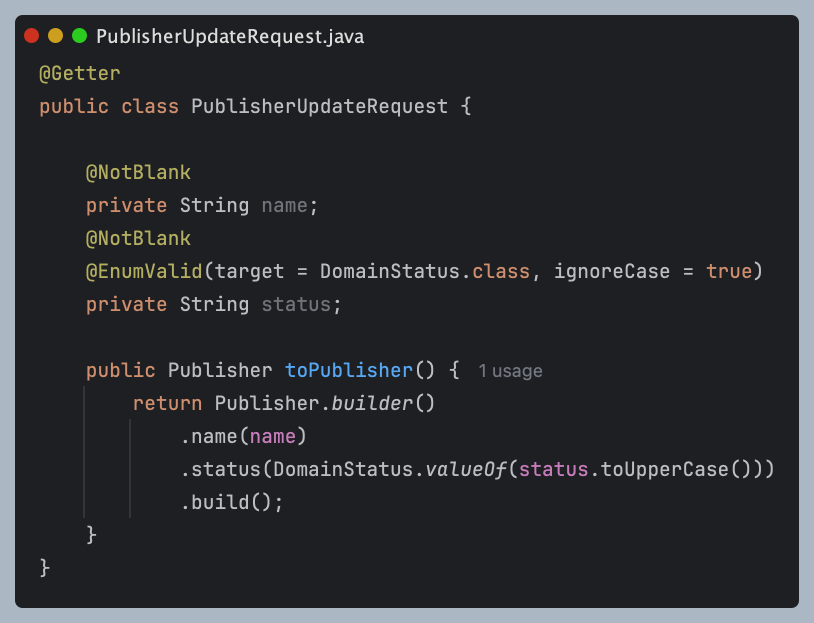 PublisherUpdateRequest.java
@Getter
public class PublisherUpdateRequest {
@NotBlank
private String name;
@NotBlank
@EnumValid(target = DomainStatus.class, ignoreCase = true)
private String status;
public Publisher toPublisher() { 1 usage
return Publisher.builder()
.name(name)
.status(DomainStatus.valueOf(status.toUpperCase()))
.build();
}
}